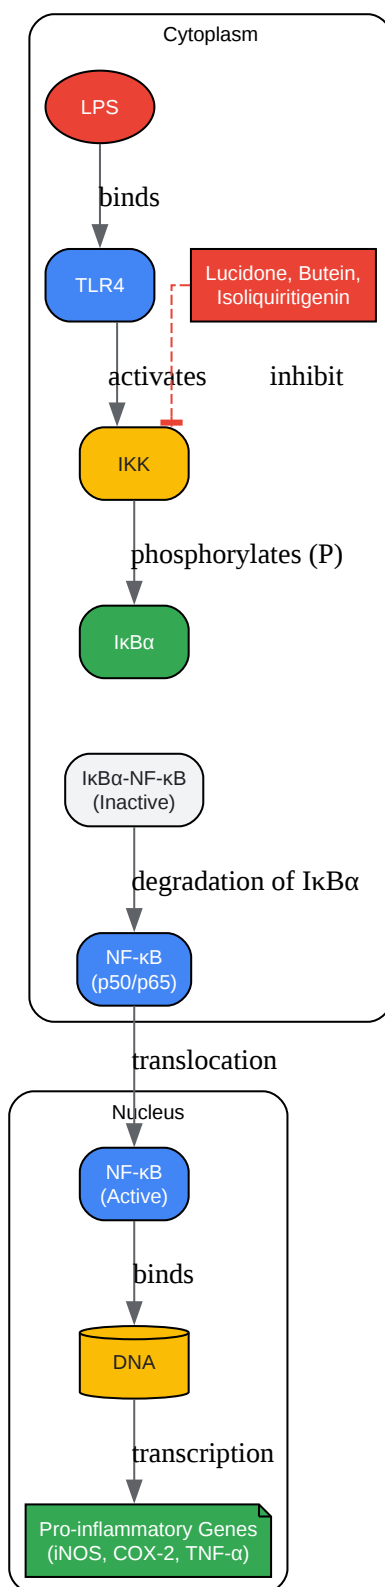 Cytoplasm
LPS
binds
TLR4
Lucidone, Butein,
Isoliquiritigenin
activates
inhibit
IKK
phosphorylates (P)
IκBα
IκBα-NF-κB
(Inactive)
degradation of IκBα
NF-κB
(p50/p65)
translocation
Nucleus
NF-κB
(Active)
binds
DNA
transcription
Pro-inflammatory Genes
(iNOS, COX-2, TNF-α)